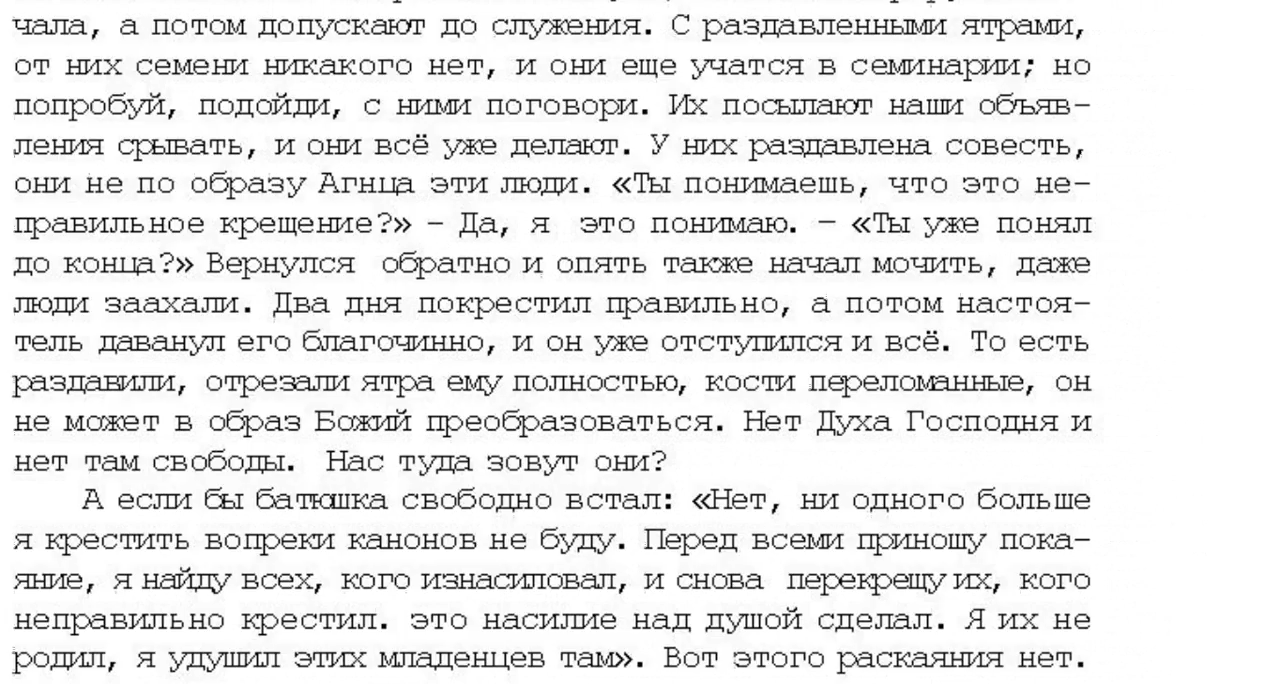 чала, а потом допускают до служения. С раздавленными ятрами,
от них семени никакого нет, и они еще учатся в семинарии; но
попробуй, подойди, с ними поговори. Их посылают наши объяв-
ления срывать, и они всё уже делают. У них раздавлена совесть,
они не по образу Агнца эти люди. «Ты понимаешь, что это не-
правильное крещение?» – Да, я это понимаю. – «Ты уже понял
до конца?» Вернулся обратно и опять также начал мочить, даже
люди заахали. Два дня покрестил правильно, а потом настоя-
тель даванул его благочинно, и он уже отступился и всё. То есть
раздавили, отрезали ятра ему полностью, кости переломанные, он
не может в образ Божий преобразоваться. Нет Духа Господня и
нет там свободы. Нас туда зовут они?
А если бы батюшка свободно встал: «Нет, ни одного больше
я крестить вопреки канонов не буду. Перед всеми приношу пока-
яние, я найду всех, кого изнасиловал, и снова перекрещу их, кого
неправильно крестил. это насилие над душой сделал. Я их не
родил, я удушил этих младенцев там». Вот этого раскаяния нет.